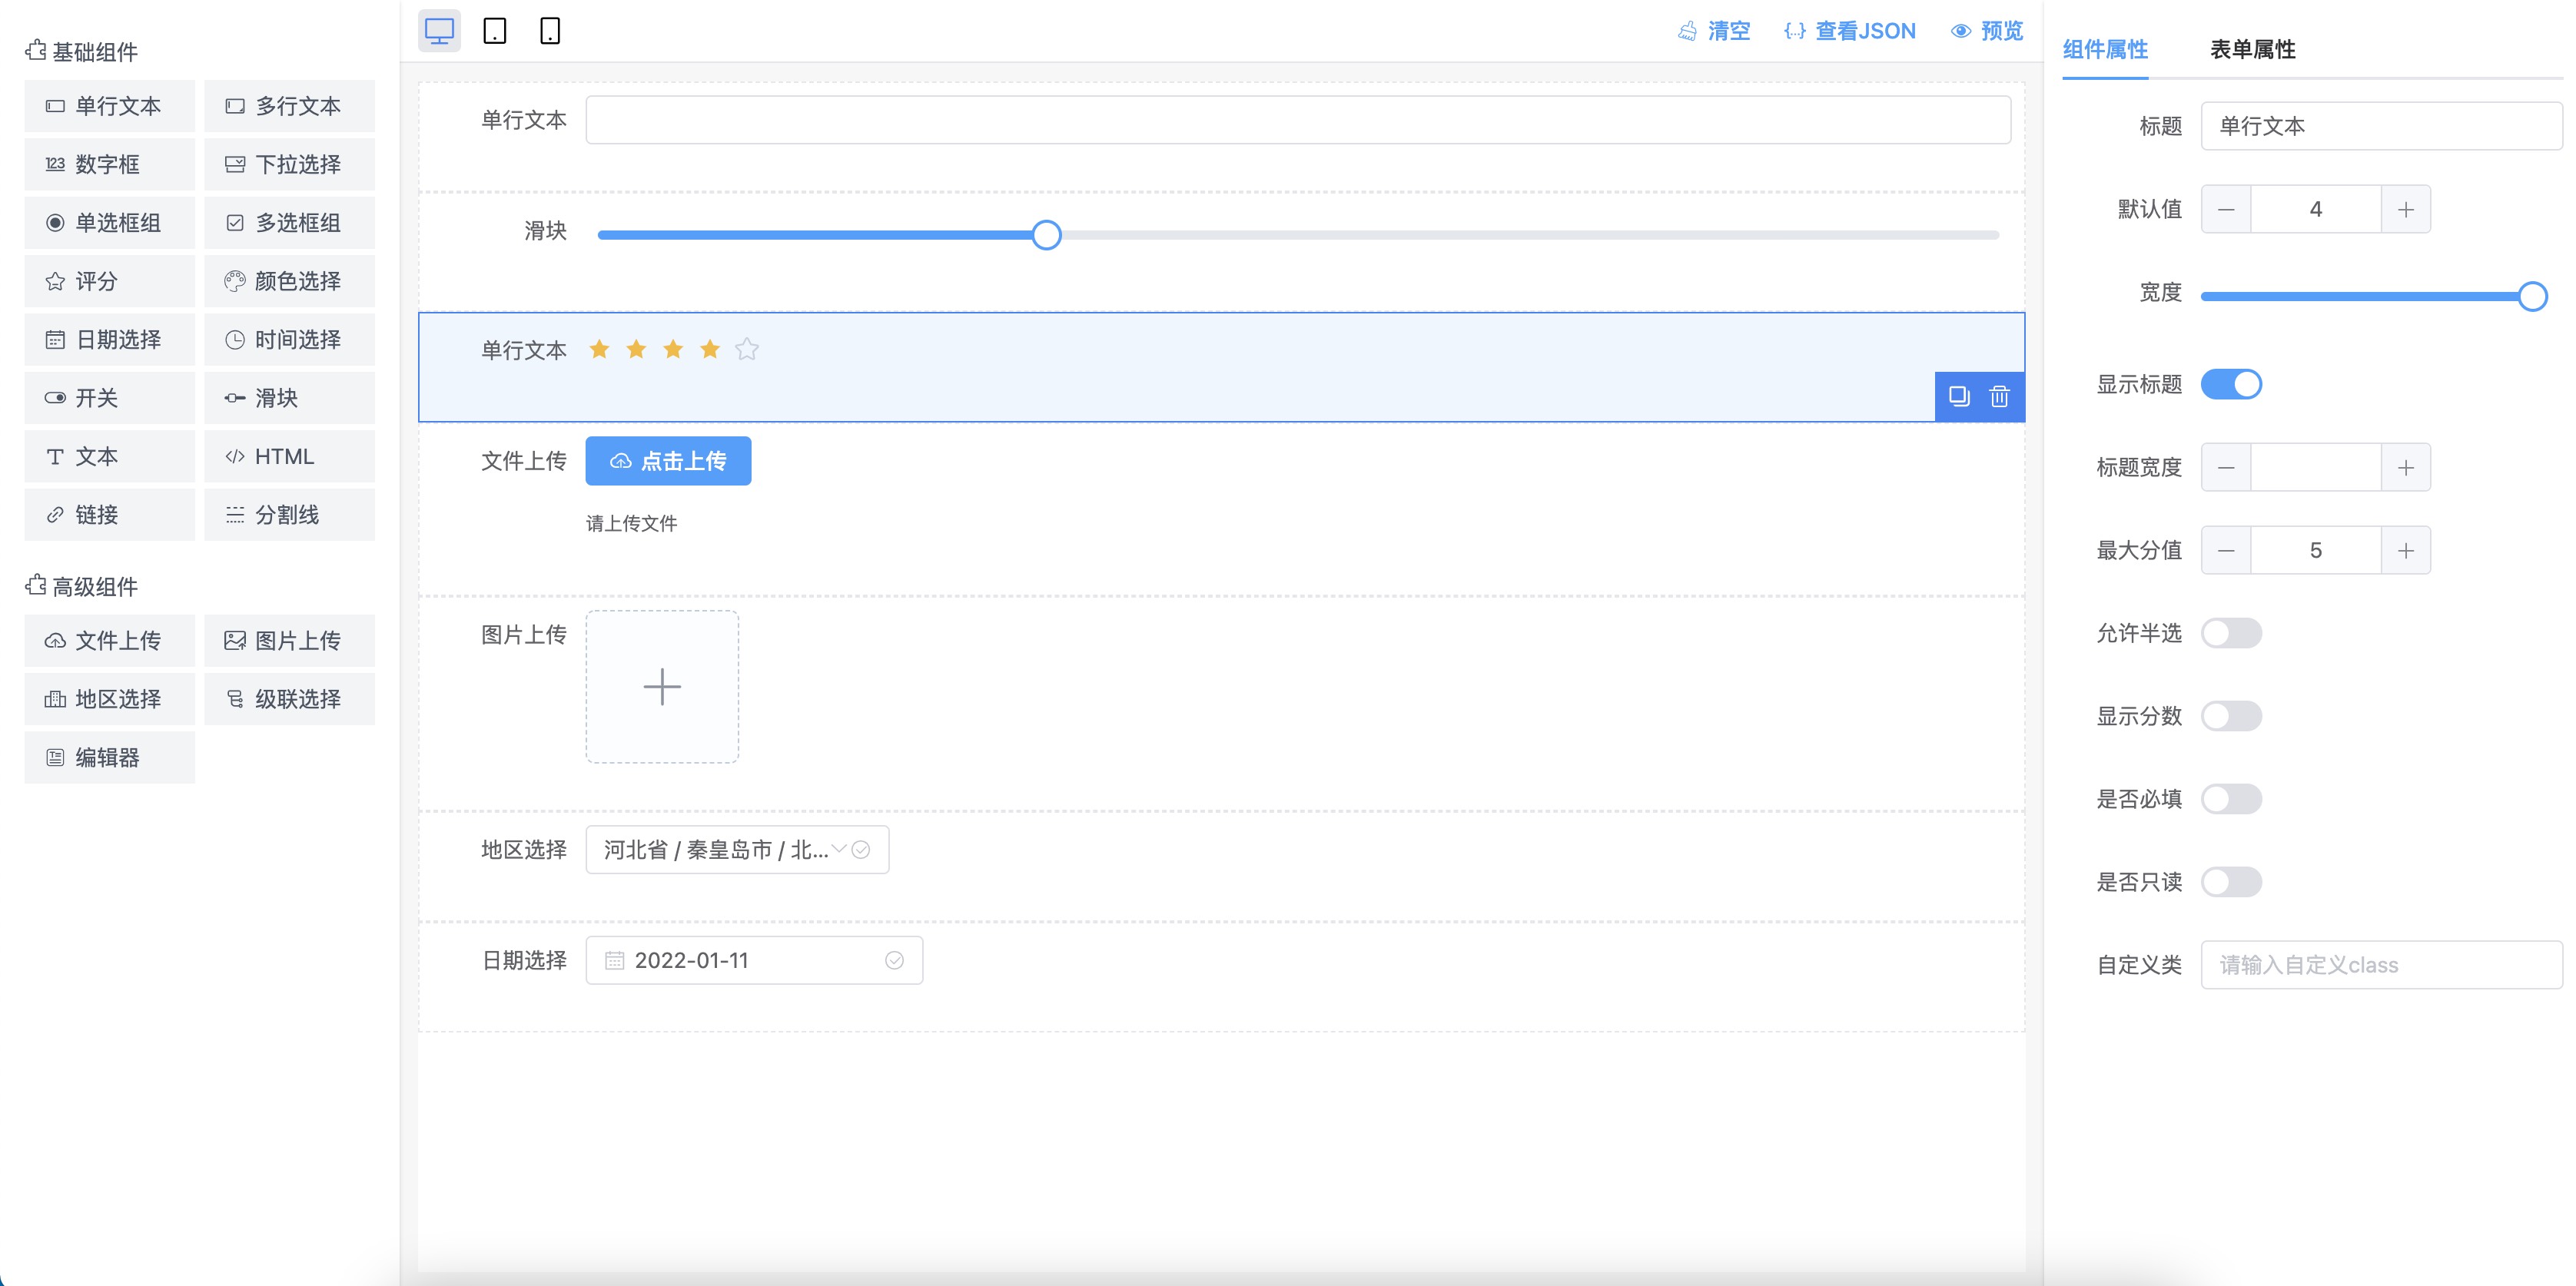 基础组件
单行文本 多行文本
123 数字框 下拉选择
单选框组 多选框组
评分 颜色选择
日期选择 时间选择
开关 滑块
T 文本 </> HTML
链接 分割线
高级组件
文件上传 图片上传
地区选择 级联选择
编辑器
清空 {...} 查看JSON 预览
单行文本
滑块
单行文本
文件上传 点击上传
请上传文件
图片上传
地区选择 河北省 / 秦皇岛市 / 北...
日期选择 2022-01-11
组件属性 表单属性
标题 单行文本
默认值 4
宽度
显示标题
标题宽度
最大分值 5
允许半选
显示分数
是否必填
是否只读
自定义类 请输入自定义class